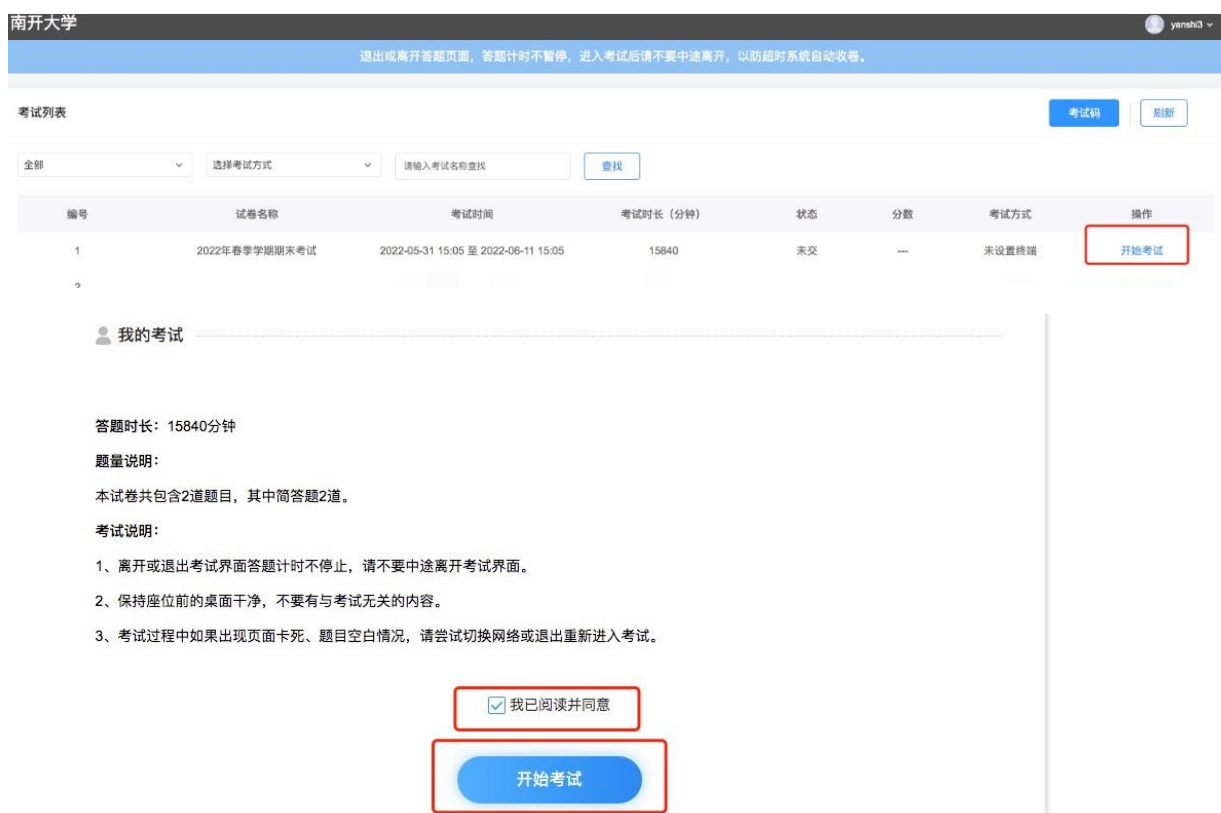 南开大学
yanshi3
退出或离开答题页面，答题计时不暂停，进入考试后请不要中途离开，以防超时系统自动收卷。
考试列表
考试码 刷新
全部 选择考试方式 请输入考试名称查找 查找
编号 试卷名称 考试时间 考试时长（分钟） 状态 分数 考试方式 操作
1 2022年春季学期期末考试 2022-05-31 15:05 至 2022-06-11 15:05 15840 未交 --- 未设置终端 开始考试
我的考试
答题时长：15840分钟
题量说明：
本试卷共包含2道题目，其中简答题2道。
考试说明：
1、离开或退出考试界面答题计时不停止，请不要中途离开考试界面。
2、保持座位前的桌面干净，不要有与考试无关的内容。
3、考试过程中如果出现页面卡死、题目空白情况，请尝试切换网络或退出重新进入考试。
我已阅读并同意
开始考试